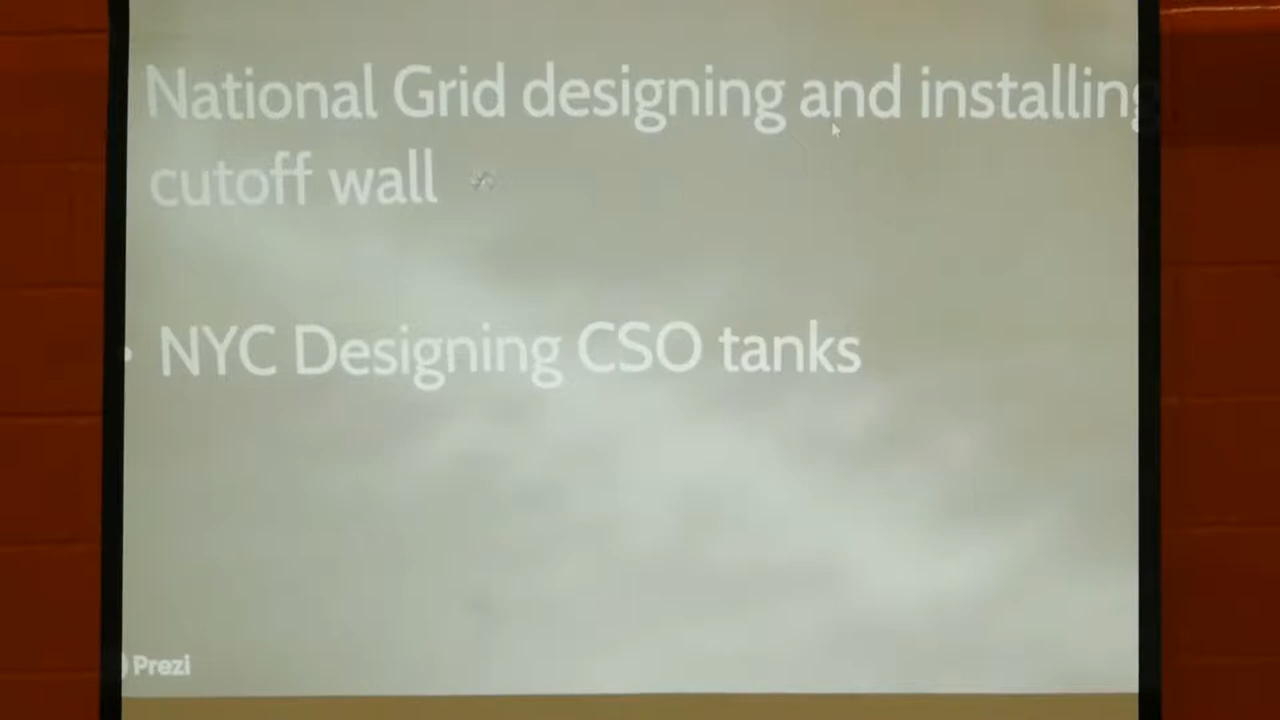 National Grid designing and installing
cutoff wall
• NYC Designing CSO tanks
Prezi